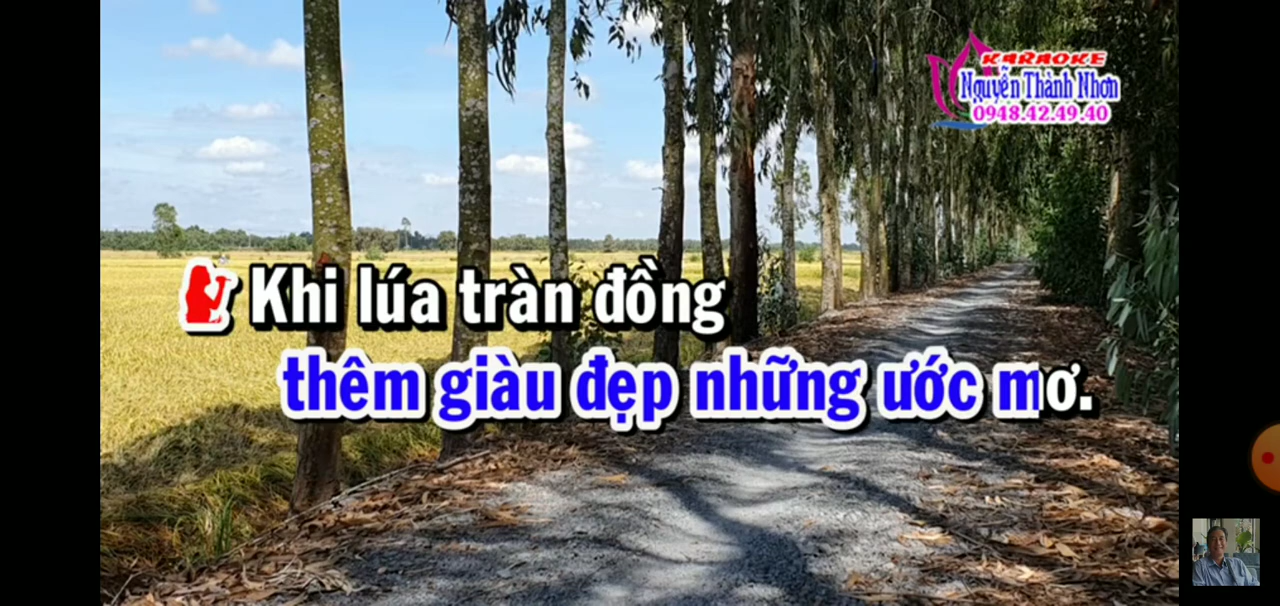 KARAOKE
Nguyễn Thành Nhơn
0948.42.49.40
Khi lúa tràn đồng
thêm giàu đẹp những ước mơ.